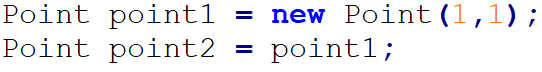 Point point1 = new Point(1,1);
Point point2 = point1;